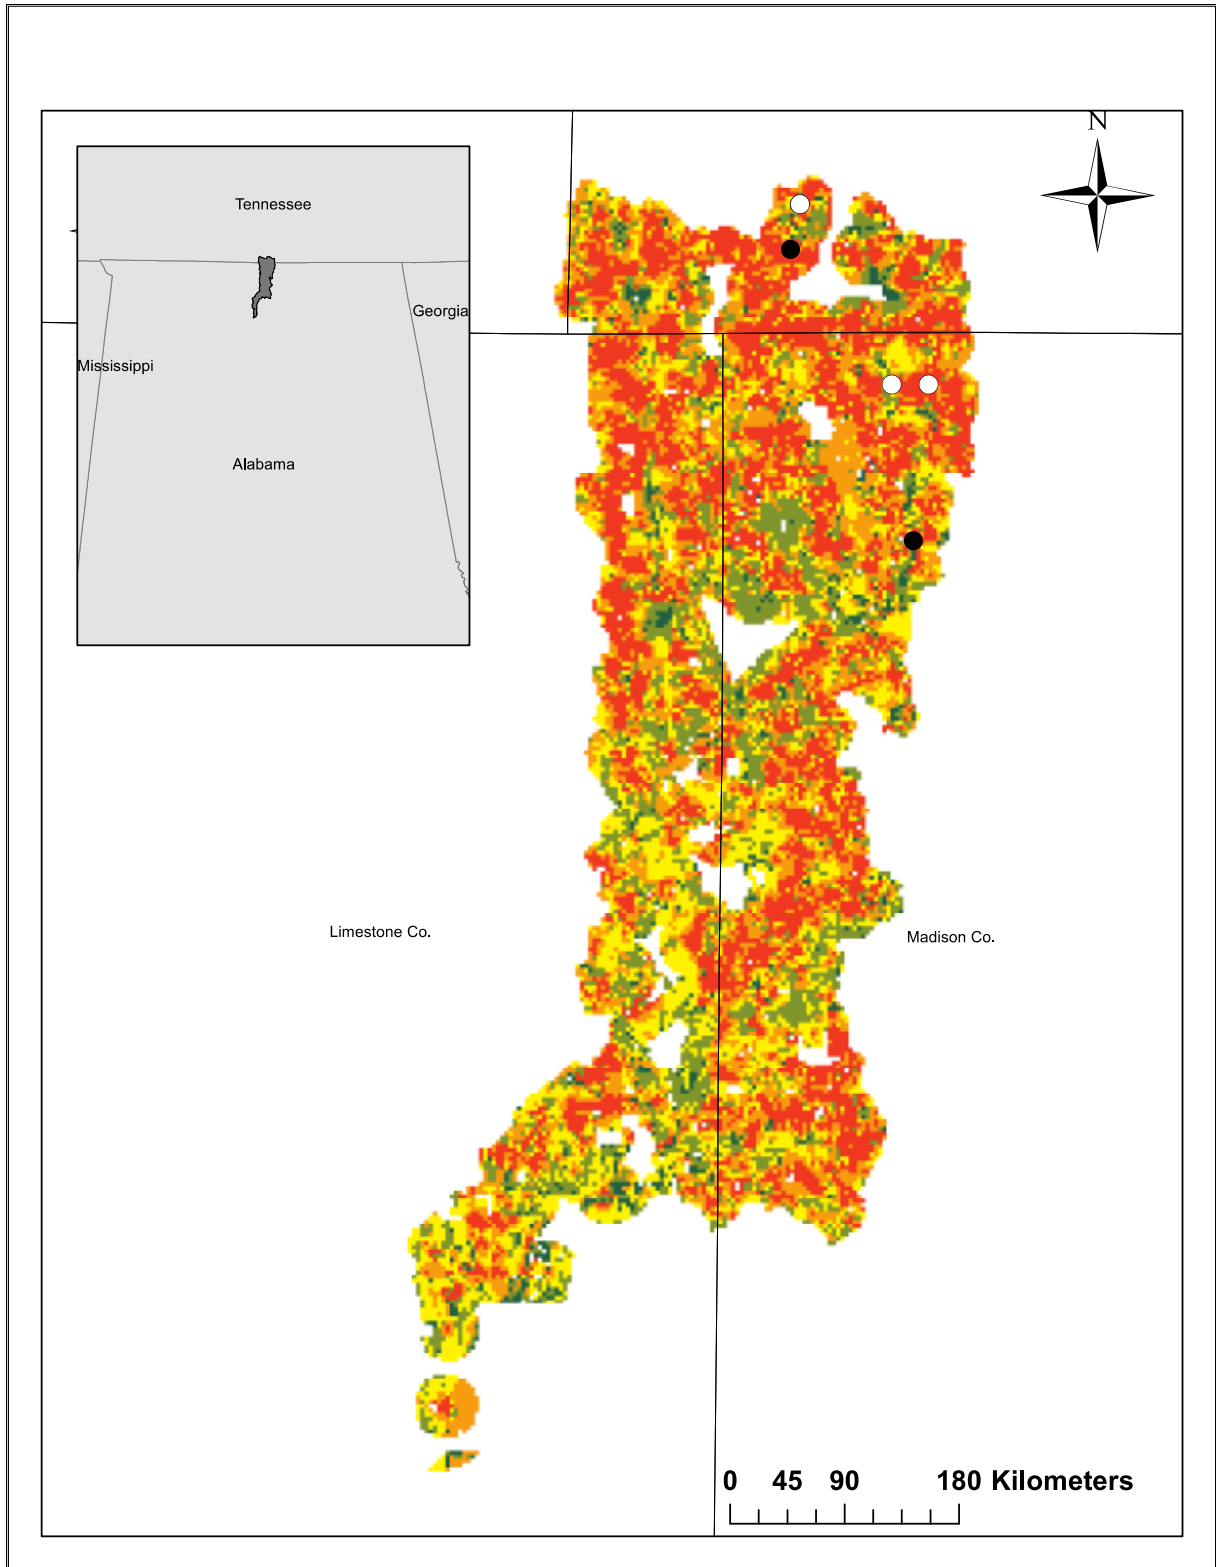 N
Tennessee
Georgia
Mississippi
Alabama
Limestone Co.
Madison Co.
0 45 90 180 Kilometers